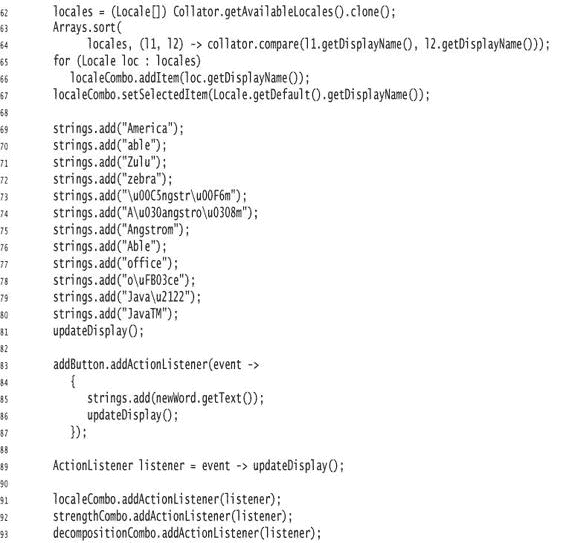 62 locales = (Locale[]) Collator.getAvailableLocales().clone();
63 Arrays.sort(
64 locales, (l1, l2) -> collator.compare(l1.getDisplayName(), l2.getDisplayName()));
65 for (Locale loc : locales)
66 localeCombo.addItem(loc.getDisplayName());
67 localeCombo.setSelectedItem(Locale.getDefault().getDisplayName());
68
69 strings.add("America");
70 strings.add("able");
71 strings.add("Zulu");
72 strings.add("zebra");
73 strings.add("\u00C5ngstr\u00F6m");
74 strings.add("A\u030angstro\u0308m");
75 strings.add("Angstrom");
76 strings.add("Able");
77 strings.add("office");
78 strings.add("o\uFB03ce");
79 strings.add("Java\u2122");
80 strings.add("JavaTM");
81 updateDisplay();
82
83 addButton.addActionListener(event ->
84 {
85 strings.add(newWord.getText());
86 updateDisplay();
87 });
88
89 ActionListener listener = event -> updateDisplay();
90
91 localeCombo.addActionListener(listener);
92 strengthCombo.addActionListener(listener);
93 decompositionCombo.addActionListener(listener);